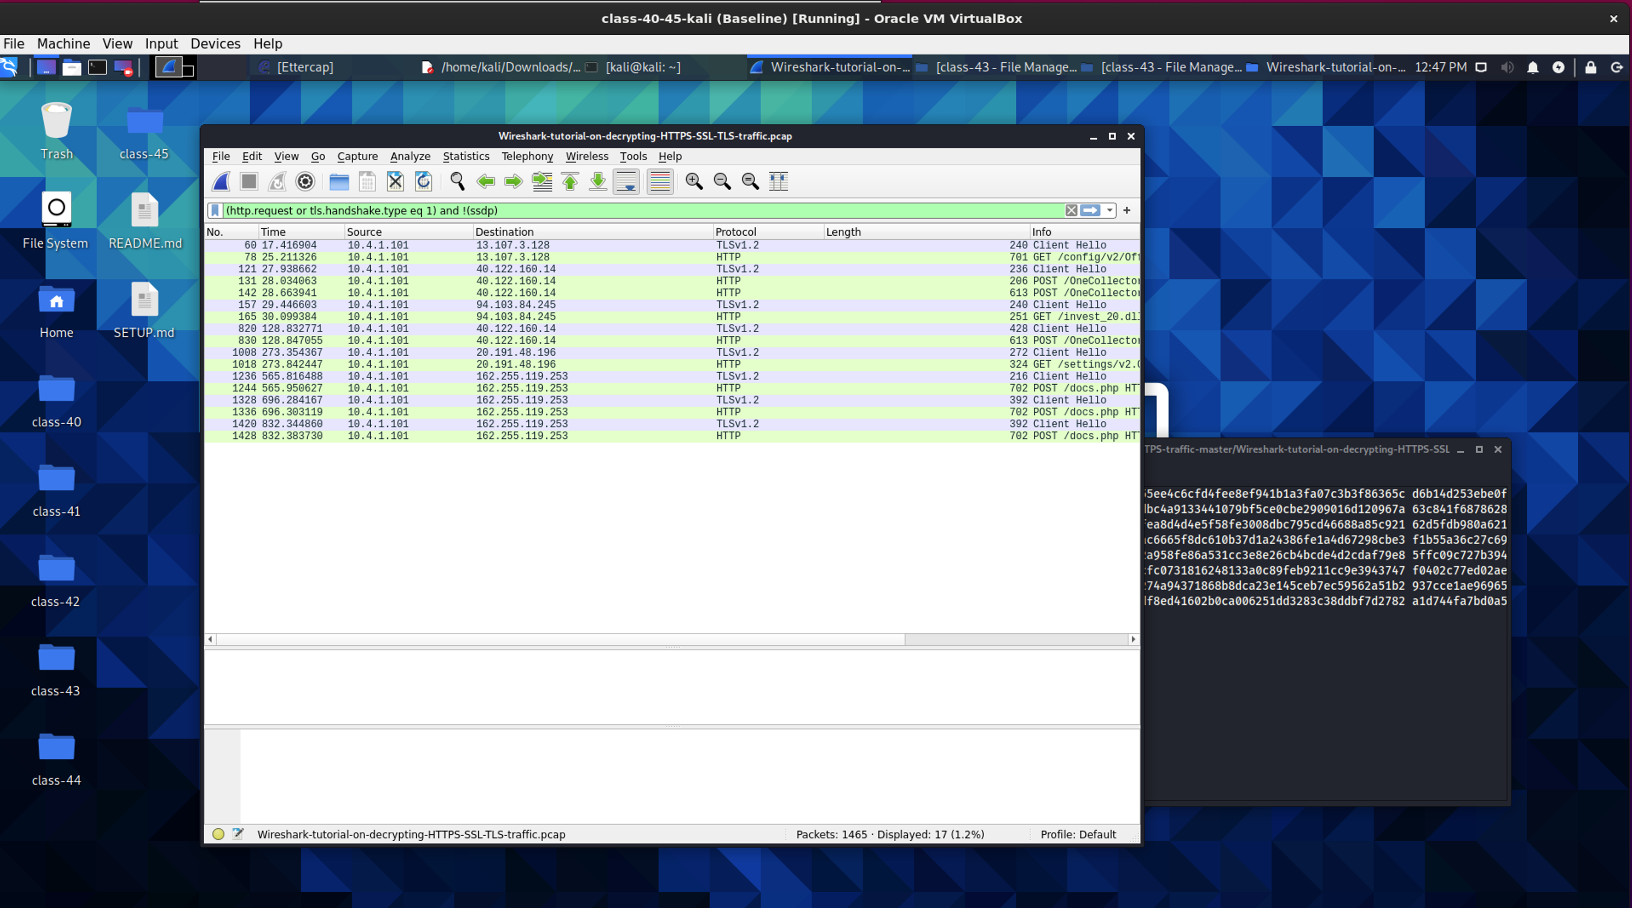 class-40-45-kali (Baseline) [Running] - Oracle VM VirtualBox
File Machine View Input Devices Help
[Ettercap] /home/kali/Downloads/... [kali@kali: ~] Wireshark-tutorial-on-... [class-43 - File Manage... [class-43 - File Manage... Wireshark-tutorial-on-... 12:47 PM
Trash
class-45
File System
README.md
Home
SETUP.md
class-40
class-41
class-42
class-43
class-44
Wireshark-tutorial-on-decrypting-HTTPS-SSL-TLS-traffic.pcap
File Edit View Go Capture Analyze Statistics Telephony Wireless Tools Help
(http.request or tls.handshake.type eq 1) and !(ssdp)
No. Time Source Destination Protocol Length Info
60 17.416904 10.4.1.101 13.107.3.128 TLSv1.2 240 Client Hello
78 25.211326 10.4.1.101 13.107.3.128 HTTP 701 GET /config/v2/Of
121 27.938662 10.4.1.101 40.122.160.14 TLSv1.2 236 Client Hello
131 28.034063 10.4.1.101 40.122.160.14 HTTP 206 POST /OneCollector
142 28.663941 10.4.1.101 40.122.160.14 HTTP 613 POST /OneCollector
157 29.446603 10.4.1.101 94.103.84.245 TLSv1.2 240 Client Hello
165 30.099384 10.4.1.101 94.103.84.245 HTTP 251 GET /invest_20.dll
820 128.832771 10.4.1.101 40.122.160.14 TLSv1.2 428 Client Hello
830 128.847055 10.4.1.101 40.122.160.14 HTTP 613 POST /OneCollector
1008 273.354367 10.4.1.101 20.191.48.196 TLSv1.2 272 Client Hello
1018 273.842447 10.4.1.101 20.191.48.196 HTTP 324 GET /settings/v2.0
1236 565.816488 10.4.1.101 162.255.119.253 TLSv1.2 216 Client Hello
1244 565.950627 10.4.1.101 162.255.119.253 HTTP 702 POST /docs.php HT
1328 696.284167 10.4.1.101 162.255.119.253 TLSv1.2 392 Client Hello
1336 696.303119 10.4.1.101 162.255.119.253 HTTP 702 POST /docs.php HT
1420 832.344860 10.4.1.101 162.255.119.253 TLSv1.2 392 Client Hello
1428 832.383730 10.4.1.101 162.255.119.253 HTTP 702 POST /docs.php HT
Wireshark-tutorial-on-decrypting-HTTPS-SSL-TLS-traffic.pcap Packets: 1465 · Displayed: 17 (1.2%) Profile: Default
TPS-traffic-master/Wireshark-tutorial-on-decrypting-HTTPS-SSL
5ee4c6cfd4fee8ef941b1a3fa07c3b3f86365c d6b14d253ebe0f
bc4a9133441079bf5ce0cbe2909016d120967a 63c841f6878628
ea8d4d4e5f58fe3008dbc795cd46688a85c921 62d5fdb980a621
c6665f8dc610b37d1a24386fe1a4d67298cbe3 f1b55a36c27c69
a958fe86a531cc3e8e26cb4bcde4d2cdaf79e8 5ffc09c727b394
fc0731816248133a0c89feb9211cc9e3943747 f0402c77ed02ae
74a94371868b8dca23e145ceb7ec59562a51b2 937cce1ae96965
f8ed41602b0ca006251dd3283c38ddbf7d2782 a1d744fa7bd0a5